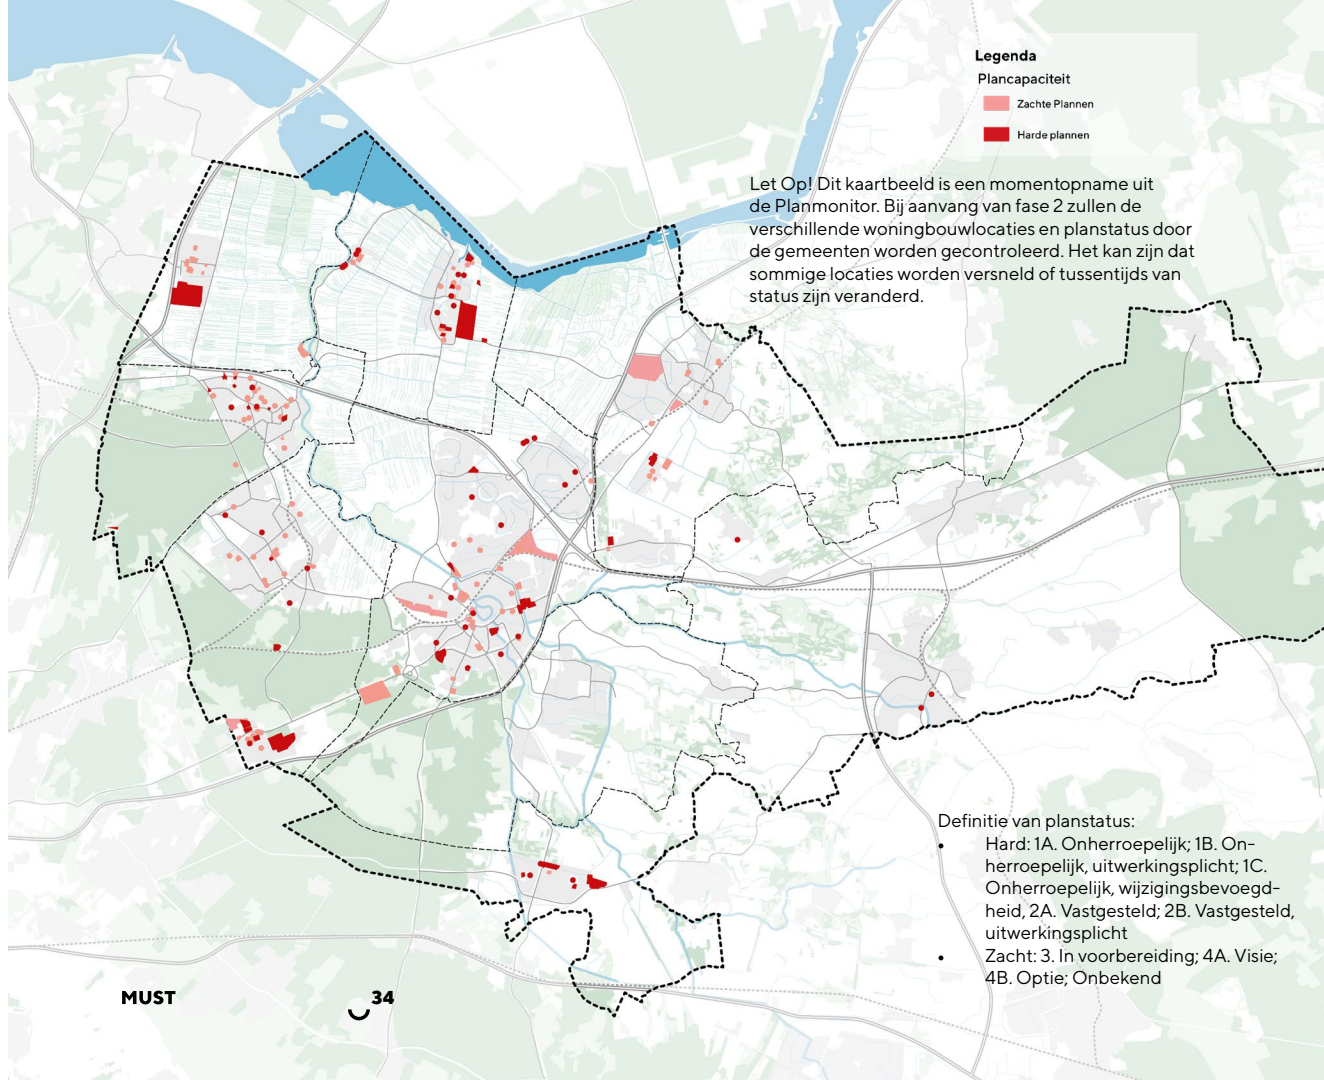 Legenda
Plancapaciteit
Zachte Plannen
Harde plannen
Let Op! Dit kaartbeeld is een momentopname uit
de Planmonitor. Bij aanvang van fase 2 zullen de
verschillende woningbouwlocaties en planstatus door
de gemeenten worden gecontroleerd. Het kan zijn dat
sommige locaties worden versneld of tussentijds van
status zijn veranderd.
Definitie van planstatus:
• Hard: 1A. Onherroepelijk; 1B. On-
herroepelijk, uitwerkingsplicht; 1C.
Onherroepelijk, wijzigingsbevoegd-
heid, 2A. Vastgesteld; 2B. Vastgesteld,
uitwerkingsplicht
• Zacht: 3. In voorbereiding; 4A. Visie;
4B. Optie; Onbekend
MUST
34